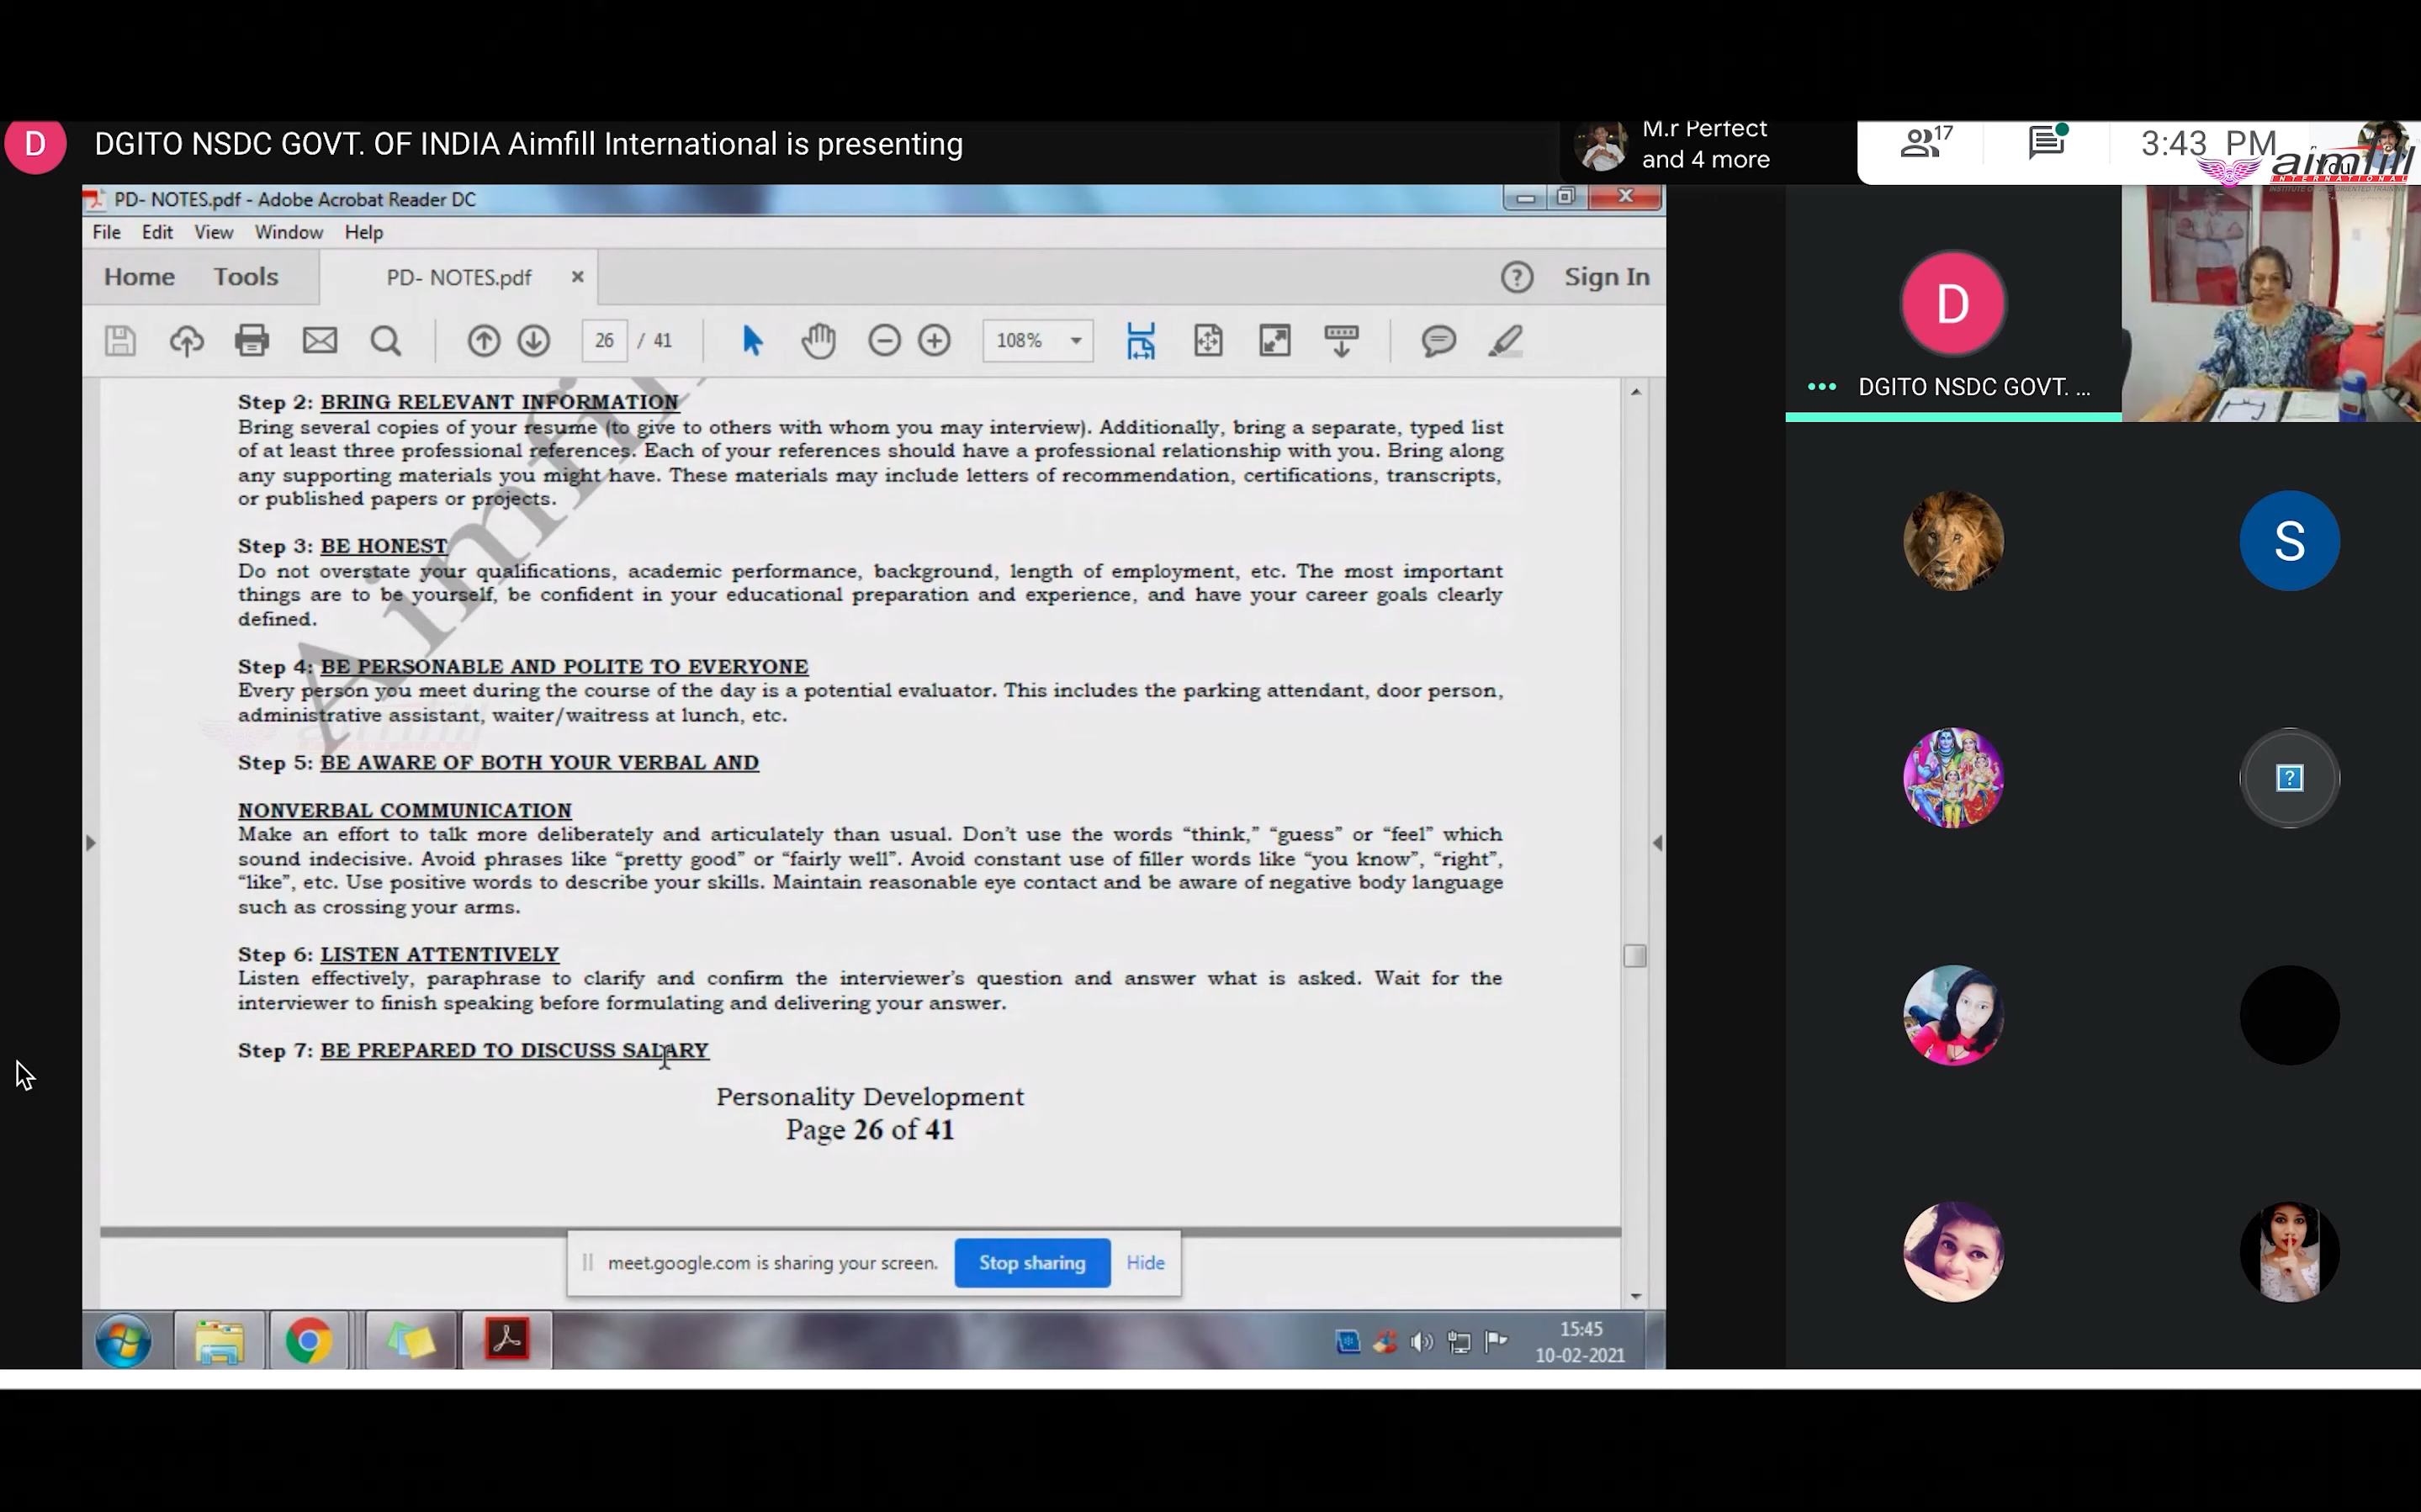 D
DGITO NSDC GOVT. OF INDIA Aimfill International is presenting
M.r Perfect
and 4 more
17
3:43 PM
You
aimfill
INTERNATIONAL
PD- NOTES.pdf - Adobe Acrobat Reader DC
File Edit View Window Help
Home Tools PD- NOTES.pdf × ? Sign In
26 / 41 108%
D
DGITO NSDC GOVT. ...
S
Aimfi
Step 2: BRING RELEVANT INFORMATION
Bring several copies of your resume (to give to others with whom you may interview). Additionally, bring a separate, typed list
of at least three professional references. Each of your references should have a professional relationship with you. Bring along
any supporting materials you might have. These materials may include letters of recommendation, certifications, transcripts,
or published papers or projects.
Step 3: BE HONEST
Do not overstate your qualifications, academic performance, background, length of employment, etc. The most important
things are to be yourself, be confident in your educational preparation and experience, and have your career goals clearly
defined.
Step 4: BE PERSONABLE AND POLITE TO EVERYONE
Every person you meet during the course of the day is a potential evaluator. This includes the parking attendant, door person,
administrative assistant, waiter/waitress at lunch, etc.
Step 5: BE AWARE OF BOTH YOUR VERBAL AND
NONVERBAL COMMUNICATION
Make an effort to talk more deliberately and articulately than usual. Don’t use the words “think,” “guess” or “feel” which
sound indecisive. Avoid phrases like “pretty good” or “fairly well”. Avoid constant use of filler words like “you know”, “right”,
“like”, etc. Use positive words to describe your skills. Maintain reasonable eye contact and be aware of negative body language
such as crossing your arms.
Step 6: LISTEN ATTENTIVELY
Listen effectively, paraphrase to clarify and confirm the interviewer’s question and answer what is asked. Wait for the
interviewer to finish speaking before formulating and delivering your answer.
Step 7: BE PREPARED TO DISCUSS SALARY
Personality Development
Page 26 of 41
meet.google.com is sharing your screen. Stop sharing Hide
15:45
10-02-2021